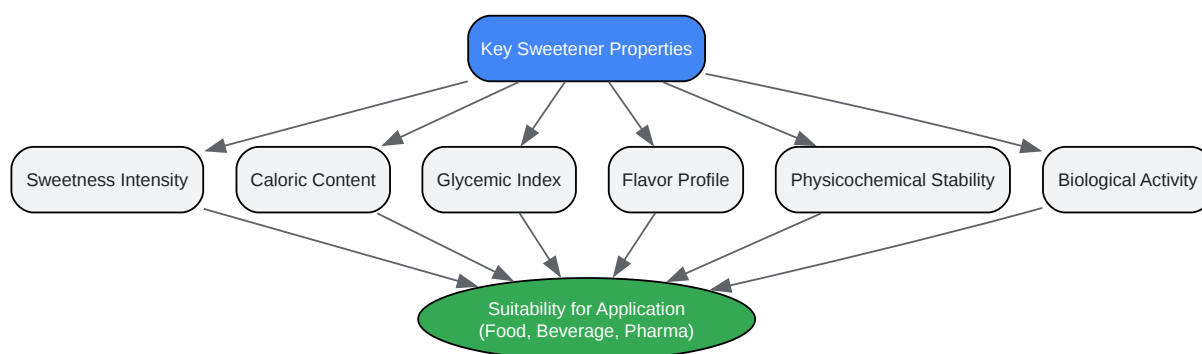 Key Sweetener Properties
Sweetness Intensity
Caloric Content
Glycemic Index
Flavor Profile
Physicochemical Stability
Biological Activity
Suitability for Application
(Food, Beverage, Pharma)